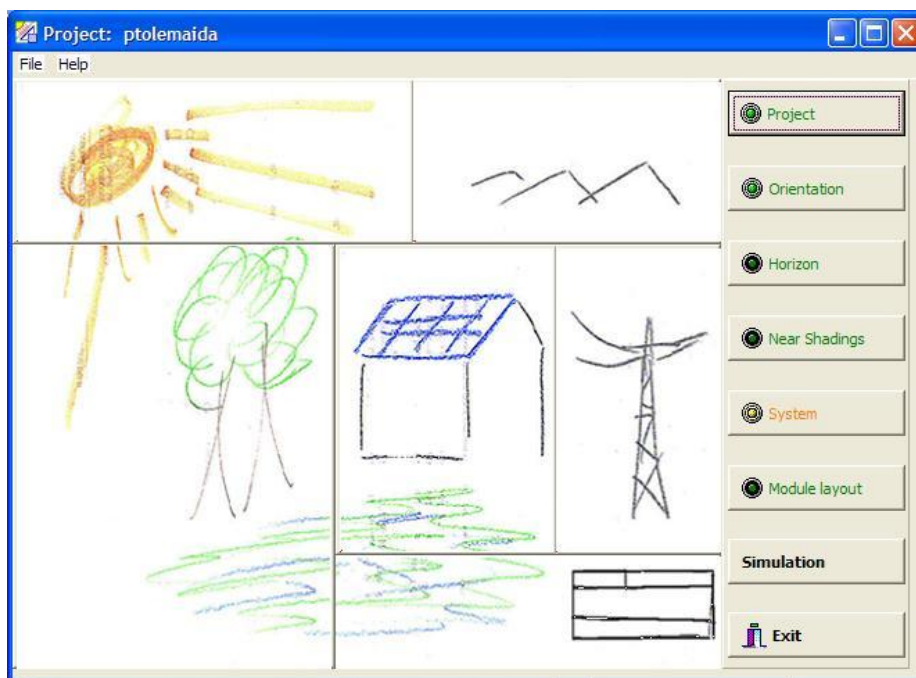 Project: ptolemaida
File Help
Project
Orientation
Horizon
Near Shadings
System
Module layout
Simulation
Exit